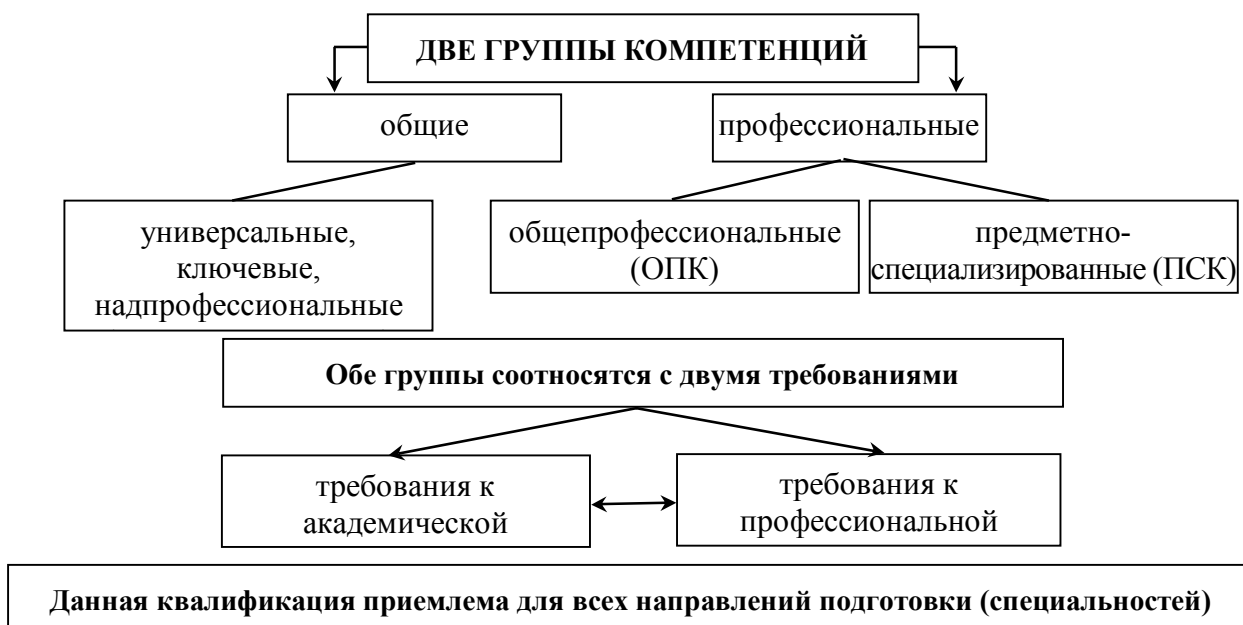 ДВЕ ГРУППЫ КОМПЕТЕНЦИЙ
общие
профессиональные
универсальные,
ключевые,
надпрофессиональные
общепрофессиональные
(ОПК)
предметно-
специализированные (ПСК)
Обе группы соотносятся с двумя требованиями
требования к
академической
требования к
профессиональной
Данная квалификация приемлема для всех направлений подготовки (специальностей)